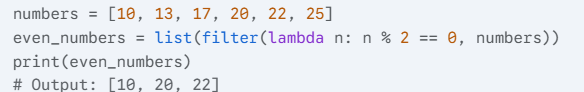 numbers = [10, 13, 17, 20, 22, 25]
even_numbers = list(filter(lambda n: n % 2 == 0, numbers))
print(even_numbers)
# Output: [10, 20, 22]